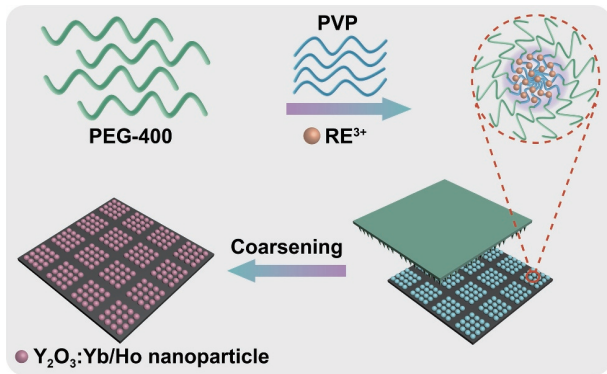 PVP
PEG-400
RE³⁺
Coarsening
Y₂O₃:Yb/Ho nanoparticle